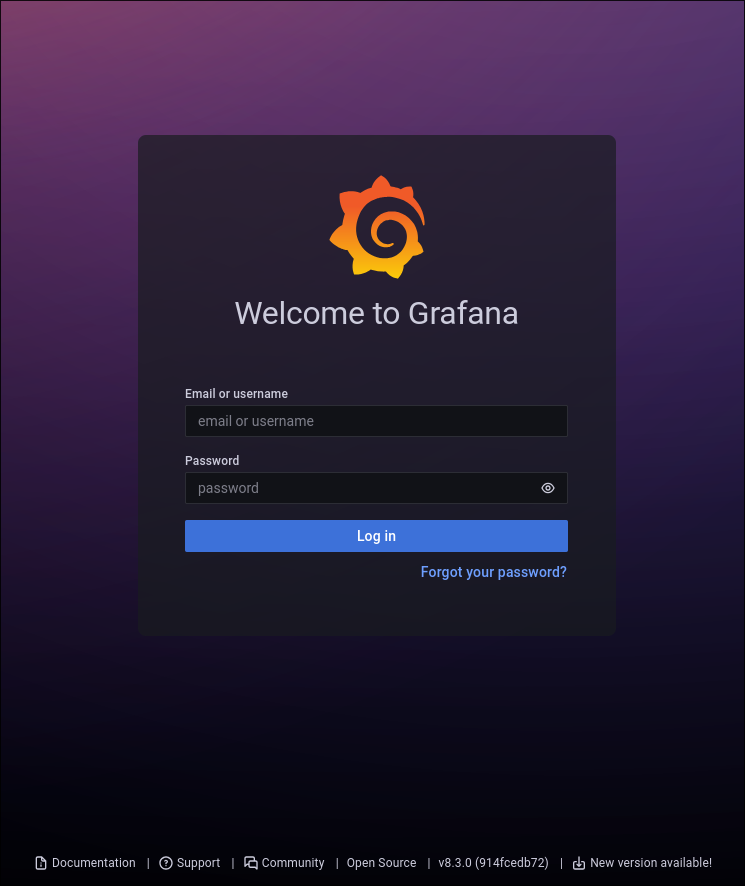 Welcome to Grafana
Email or username
email or username
Password
password
Log in
Forgot your password?
Documentation | Support | Community | Open Source | v8.3.0 (914fcedb72) | New version available!